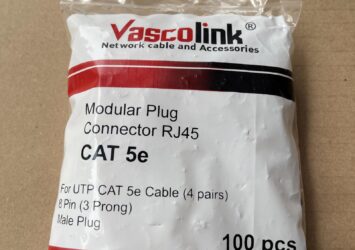 Vascolink®
Network cable and Accessories
Modular Plug
Connector RJ45
CAT 5e
For UTP CAT 5e Cable (4 pairs)
8 Pin (3 Prong)
Male Plug
100 pcs